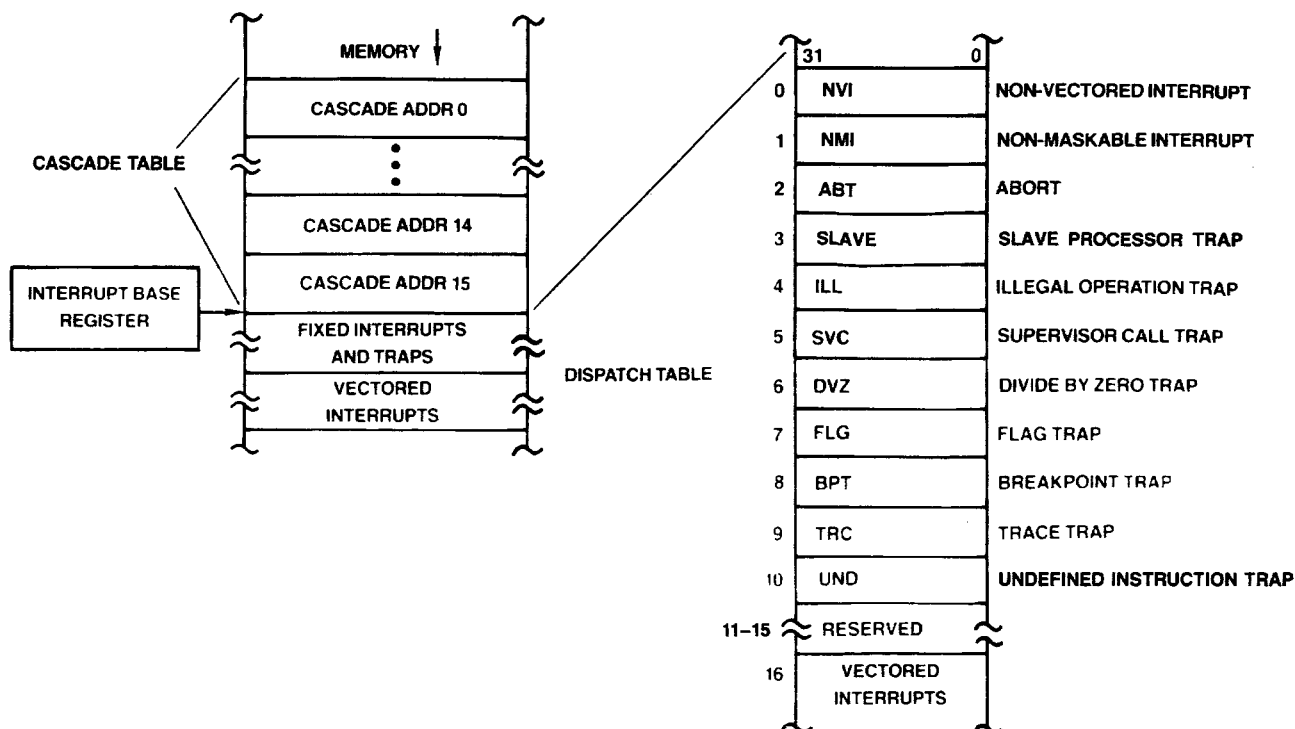 MEMORY
CASCADE ADDR 0
CASCADE TABLE
CASCADE ADDR 14
CASCADE ADDR 15
INTERRUPT BASE
REGISTER
FIXED INTERRUPTS
AND TRAPS
VECTORED
INTERRUPTS
DISPATCH TABLE
31 0
0 NVI NON-VECTORED INTERRUPT
1 NMI NON-MASKABLE INTERRUPT
2 ABT ABORT
3 SLAVE SLAVE PROCESSOR TRAP
4 ILL ILLEGAL OPERATION TRAP
5 SVC SUPERVISOR CALL TRAP
6 DVZ DIVIDE BY ZERO TRAP
7 FLG FLAG TRAP
8 BPT BREAKPOINT TRAP
9 TRC TRACE TRAP
10 UND UNDEFINED INSTRUCTION TRAP
11–15 RESERVED
16 VECTORED
INTERRUPTS